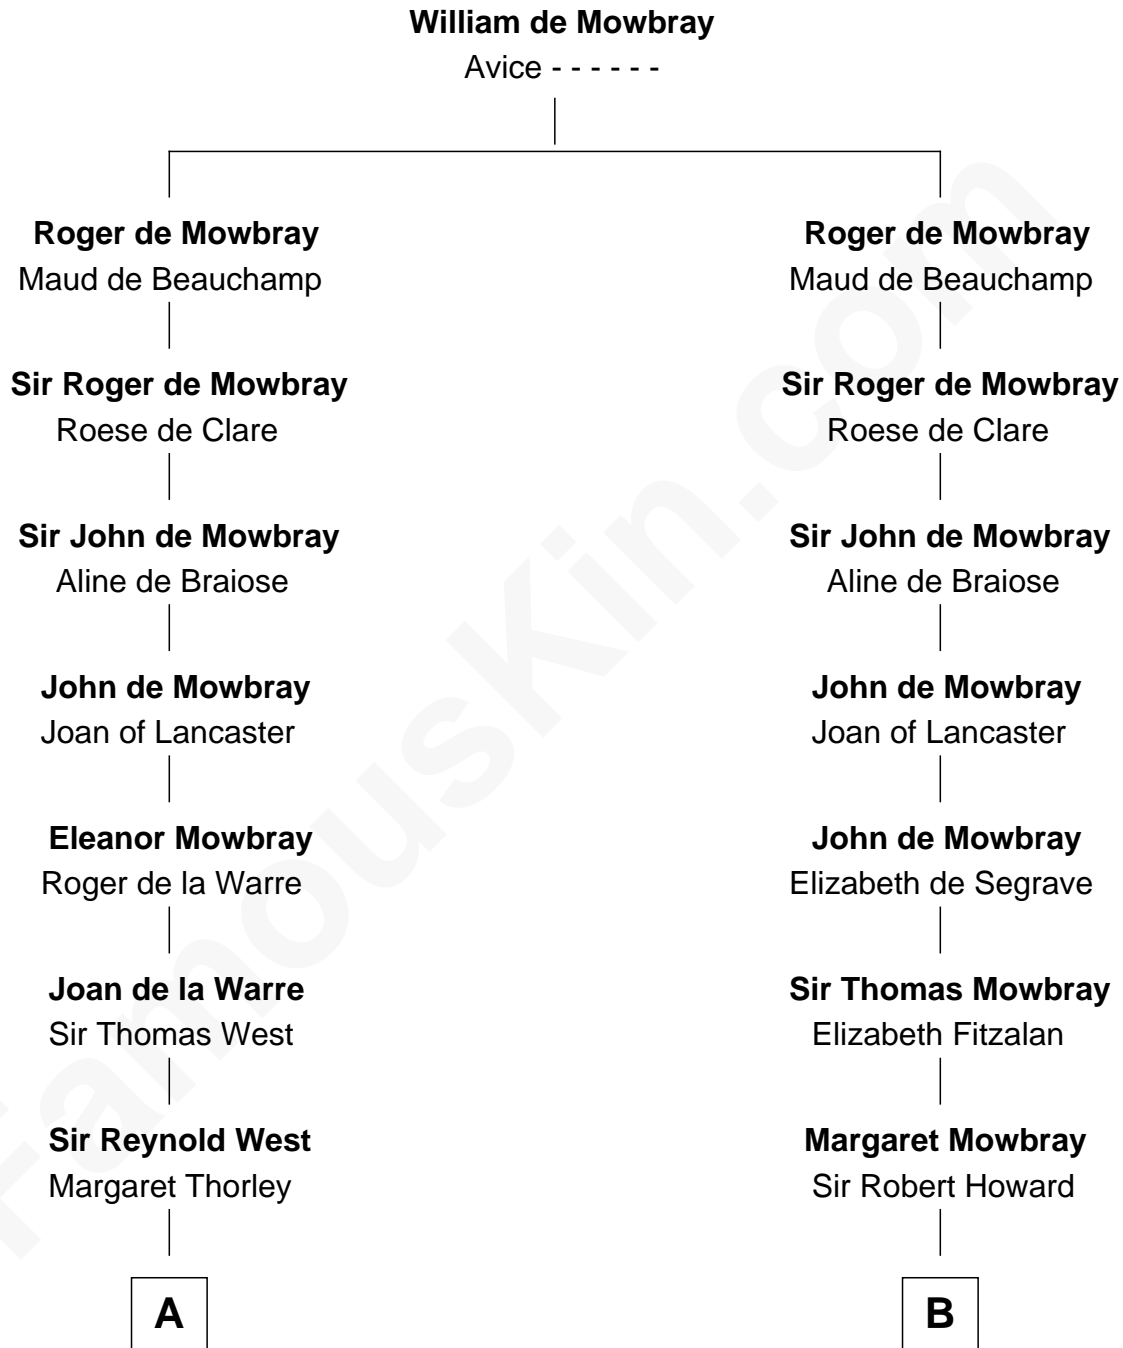 William de Mowbray
Avice - - - - - -
Roger de Mowbray
Maud de Beauchamp
Roger de Mowbray
Maud de Beauchamp
Sir Roger de Mowbray
Roese de Clare
Sir Roger de Mowbray
Roese de Clare
Sir John de Mowbray
Aline de Braiose
Sir John de Mowbray
Aline de Braiose
John de Mowbray
Joan of Lancaster
John de Mowbray
Joan of Lancaster
Eleanor Mowbray
Roger de la Warre
John de Mowbray
Elizabeth de Segrave
Joan de la Warre
Sir Thomas West
Sir Thomas Mowbray
Elizabeth Fitzalan
Sir Reynold West
Margaret Thorley
Margaret Mowbray
Sir Robert Howard
A
B
FamousKin.com